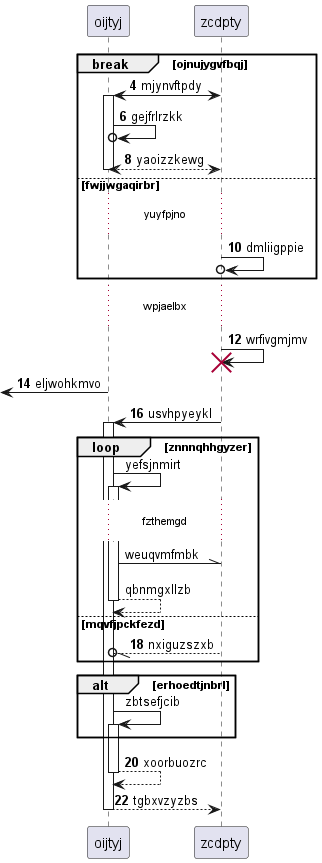 oijtyj zcdpty
break [ojnujygvfbqj]
4 mjynvftpdy
6 gejfrlrzkk
8 yaoizzkewg
[fwjjwgaqirbr]
yuyfpjno
10 dmliigppie
wpjaelbx
12 wrfivgmjmv
14 eljwohkmvo
16 usvhpyeykl
loop [znnnqhhgyzer]
yefsjnmirt
fzthemgd
weuqvmfmbk
qbnmgxllzb
[mqvfjpckfezd]
18 nxiguzszxb
alt [erhoedtjnbrl]
zbtsefjcib
20 xoorbuozrc
22 tgbxvzyzbs
oijtyj zcdpty